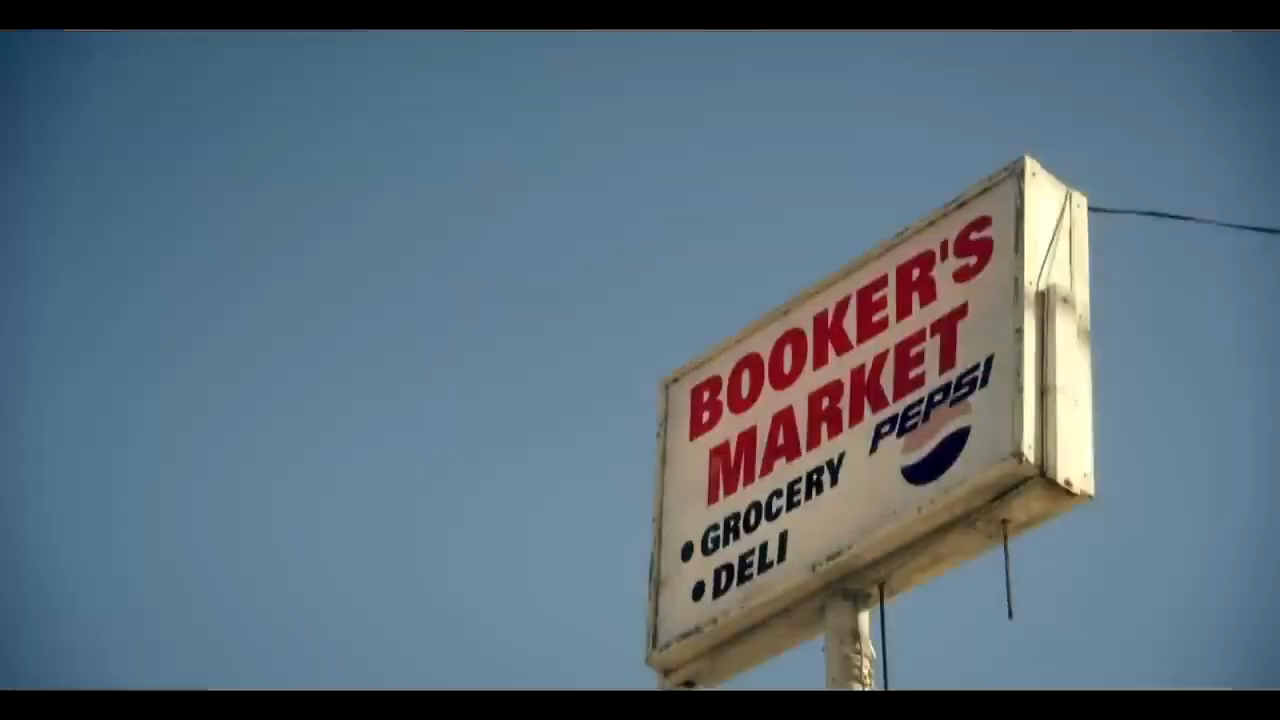 BOOKER'S
MARKET
PEPSI
• GROCERY
• DELI